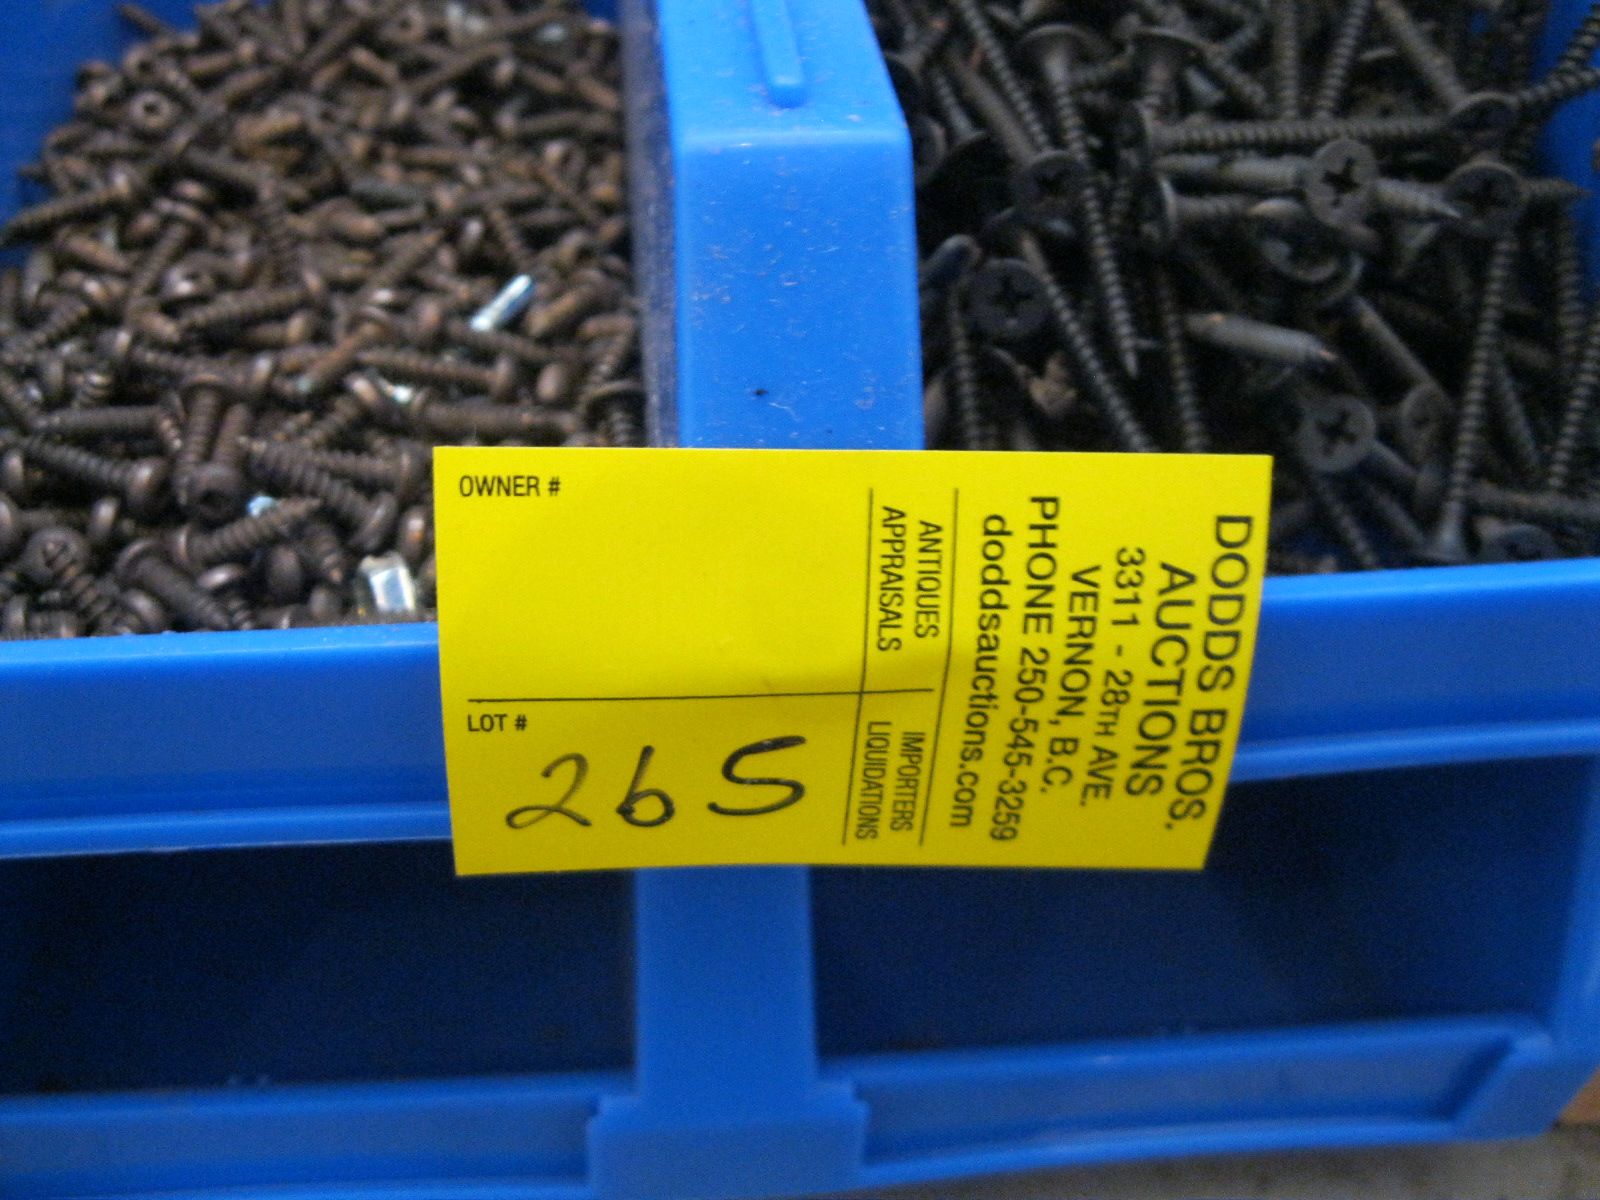 DODDS BROS.
AUCTIONS
3311 - 28TH AVE.
VERNON, B.C.
PHONE 250-545-3259
doddsauctions.com
ANTIQUES
APPRAISALS
IMPORTERS
LIQUIDATIONS
OWNER #
LOT #
265